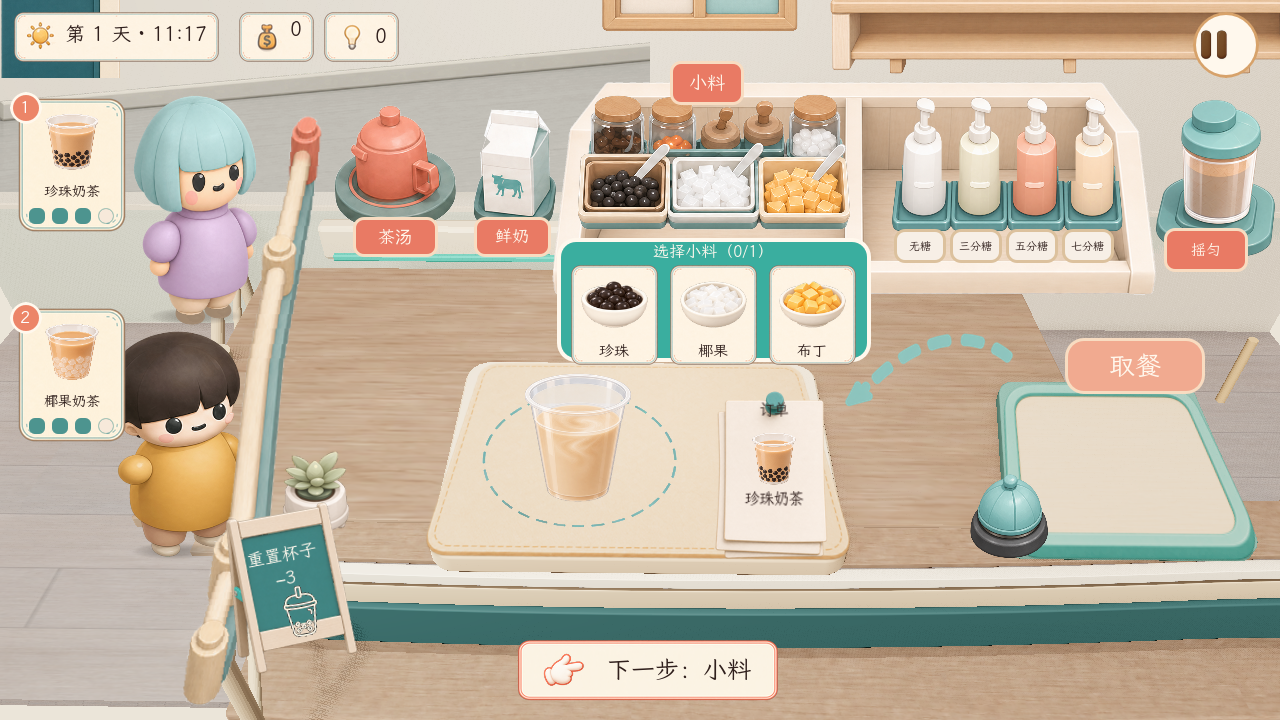 第 1 天·11:17
0
0
1
珍珠奶茶
2
椰果奶茶
小料
茶汤
鲜奶
无糖
三分糖
五分糖
七分糖
摇匀
选择小料（0/1）
珍珠
椰果
布丁
取餐
订单
珍珠奶茶
重置杯子
-3
下一步：小料